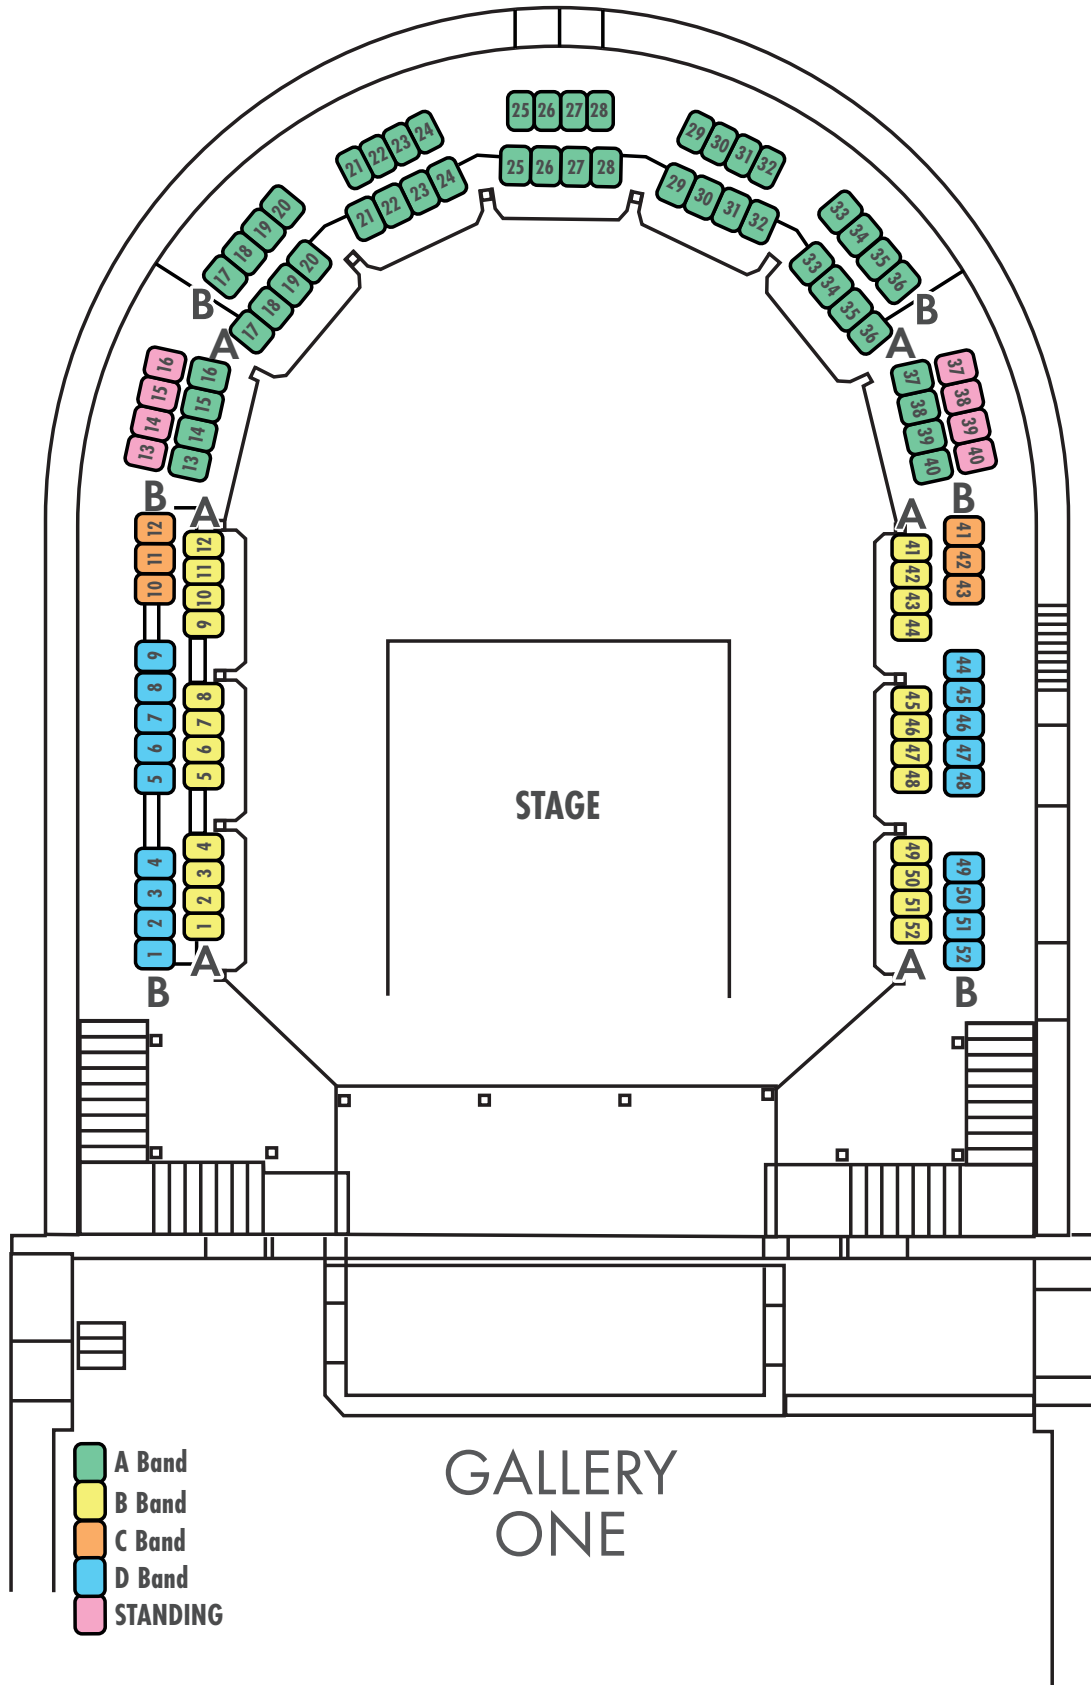 25 26 27 28
25 26 27 28
21 22 23 24
21 22 23 24
29 30 31 32
29 30 31 32
17 18 19 20
17 18 19 20
33 34 35 36
33 34 35 36
B
A
B
A
16
15
14
13
16
15
14
13
37
38
39
40
37
38
39
40
B
A
A
B
12
11
10
9
8
7
6
5
4
3
2
1
12
11
10
9
8
7
6
5
4
3
2
1
41
42
43
44
45
46
47
48
49
50
51
52
41
42
43
44
45
46
47
48
49
50
51
52
STAGE
A
B
A
B
GALLERY
ONE
A Band
B Band
C Band
D Band
STANDING